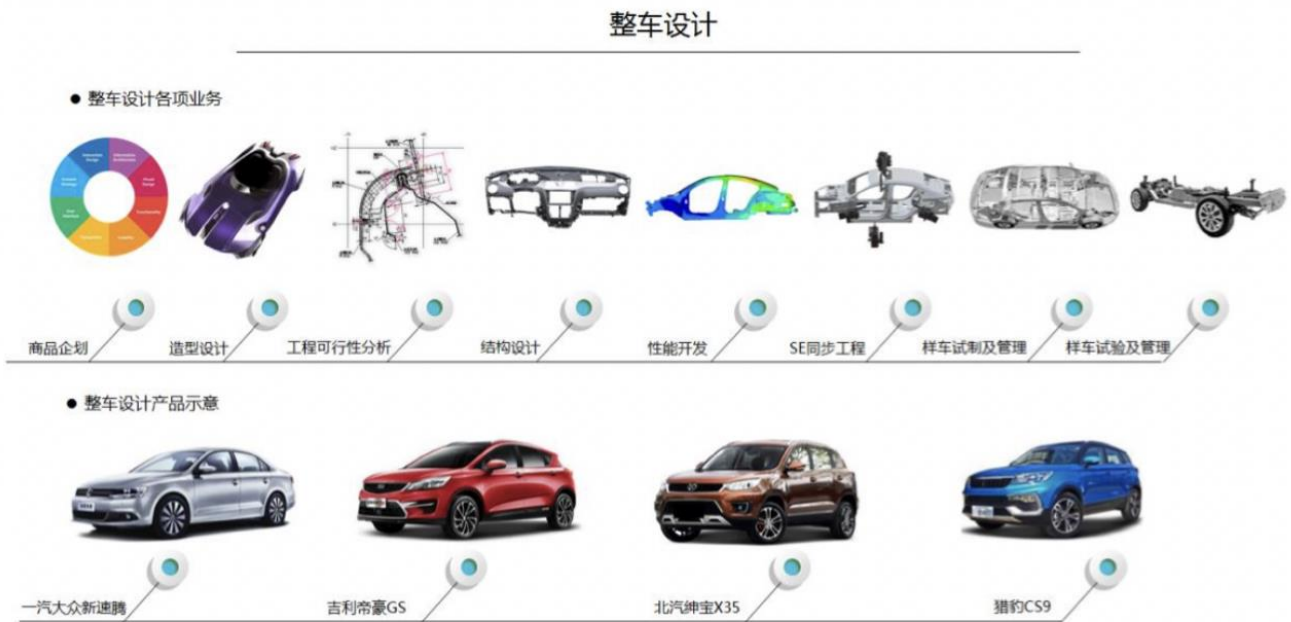 整车设计
● 整车设计各项业务
商品企划
造型设计
工程可行性分析
结构设计
性能开发
SE同步工程
样车试制及管理
样车试验及管理
● 整车设计产品示意
一汽大众新速腾
吉利帝豪GS
北汽绅宝X35
猎豹CS9